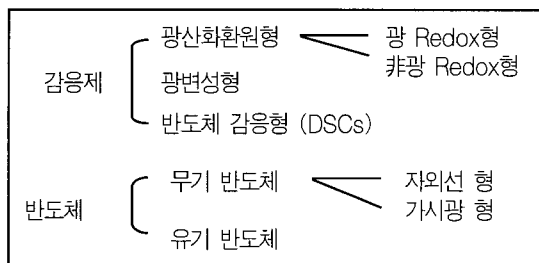 광산화환원형 광 Redox형
非광 Redox형
감응제 광변성형
반도체 감응형 (DSCs)
무기 반도체 자외선 형
반도체 가시광 형
유기 반도체